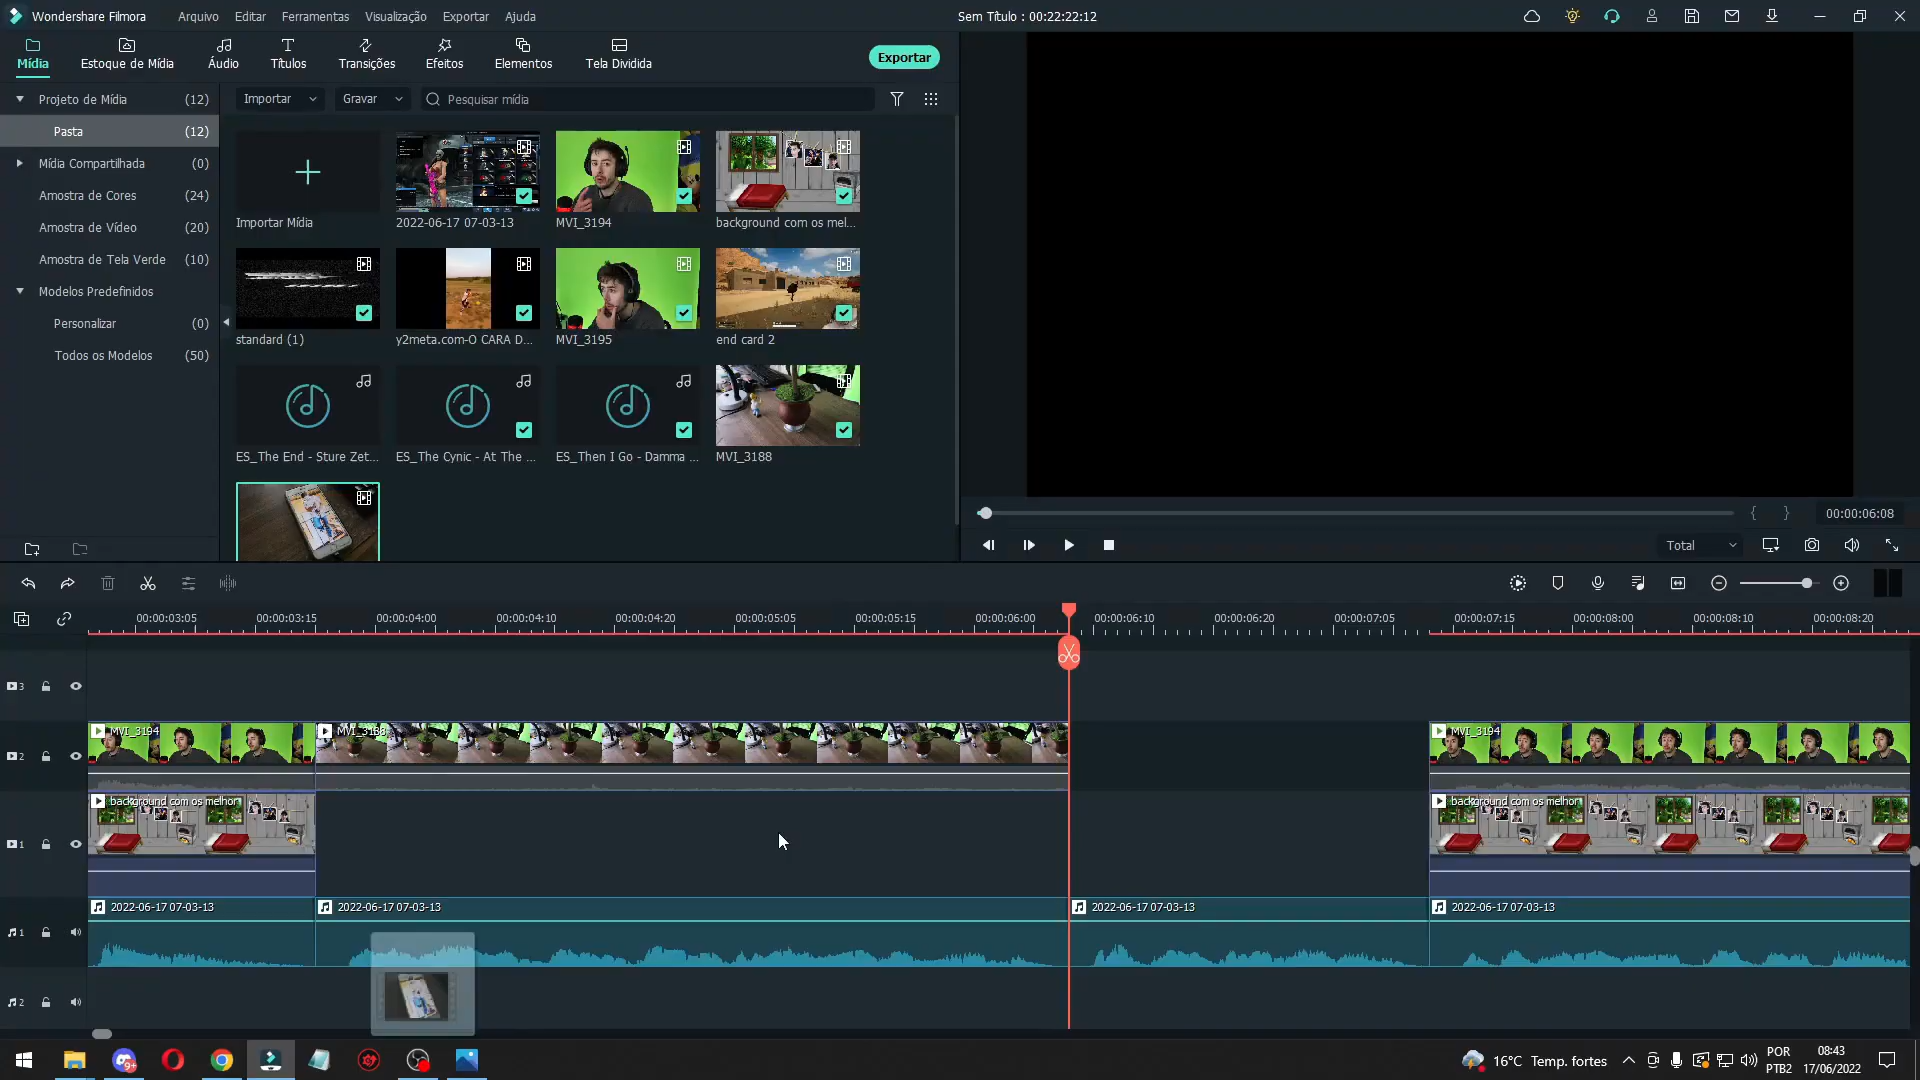 Wondershare Filmora
Arquivo
Editar
Ferramentas
Visualização
Exportar
Ajuda
Sem Título : 00:22:22:12
Mídia
Estoque de Mídia
Áudio
Títulos
Transições
Efeitos
Elementos
Tela Dividida
Exportar
Projeto de Mídia (12)
Pasta (12)
Mídia Compartilhada (0)
Amostra de Cores (24)
Amostra de Vídeo (20)
Amostra de Tela Verde (10)
Modelos Predefinidos
Personalizar (0)
Todos os Modelos (50)
Importar
Gravar
Pesquisar mídia
Importar Mídia
2022-06-17 07-03-13
MVI_3194
background com os mel...
standard (1)
y2meta.com-O CARA D...
MVI_3195
end card 2
ES_The End - Sture Zet...
ES_The Cynic - At The ...
ES_Then I Go - Damma ...
MVI_3188
{ }
00:00:06:08
Total
00:00:03:05
00:00:03:15
00:00:04:00
00:00:04:10
00:00:04:20
00:00:05:05
00:00:05:15
00:00:06:00
00:00:06:10
00:00:06:20
00:00:07:05
00:00:07:15
00:00:08:00
00:00:08:10
00:00:08:20
3
2
MVI_3194
MVI_3188
MVI_3194
1
background com os melhor
background com os melhor
2022-06-17 07-03-13
2022-06-17 07-03-13
2022-06-17 07-03-13
2022-06-17 07-03-13
1
2
9+
16°C Temp. fortes
POR
PTB2
08:43
17/06/2022